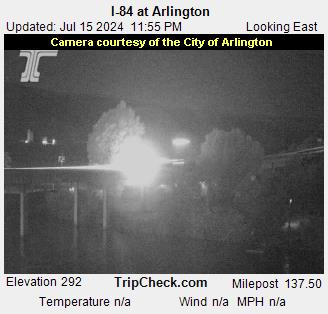 I-84 at Arlington
Updated: Jul 15 2024 11:55 PM Looking East
Camera courtesy of the City of Arlington
Elevation 292 TripCheck.com Milepost 137.50
Temperature n/a Wind n/a MPH n/a